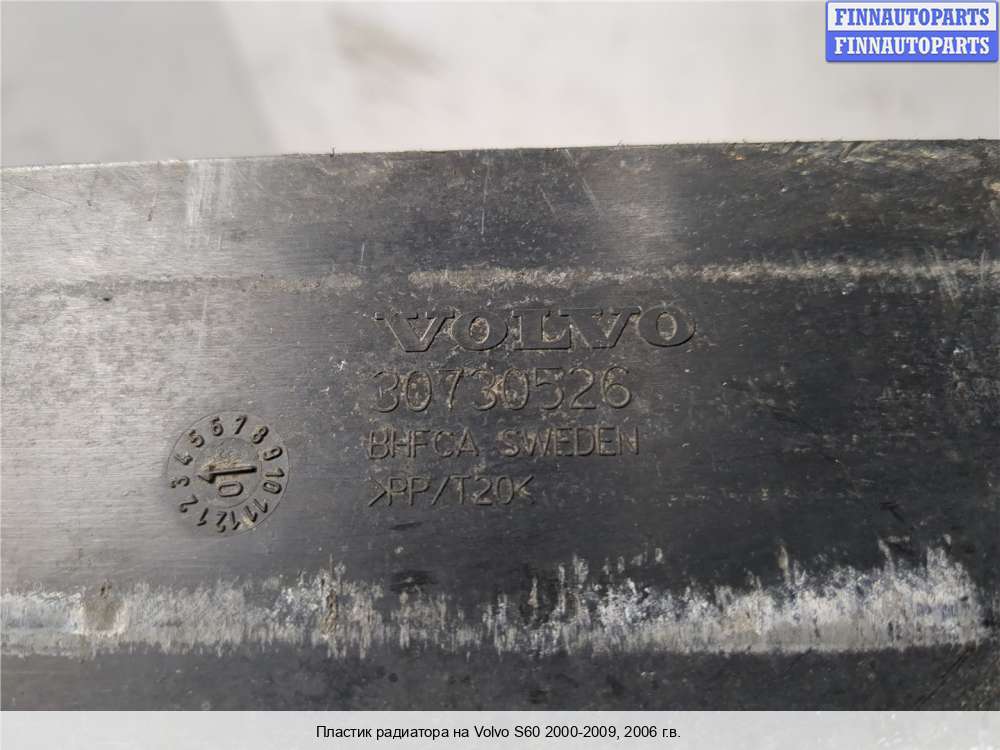 FINNAUTOPARTS
FINNAUTOPARTS
VOLVO
30730526
BHFCA SWEDEN
>PP/T20<
1 2 3 4 5 6 7 8 9 10 11 12
Пластик радиатора на Volvo S60 2000-2009, 2006 г.в.